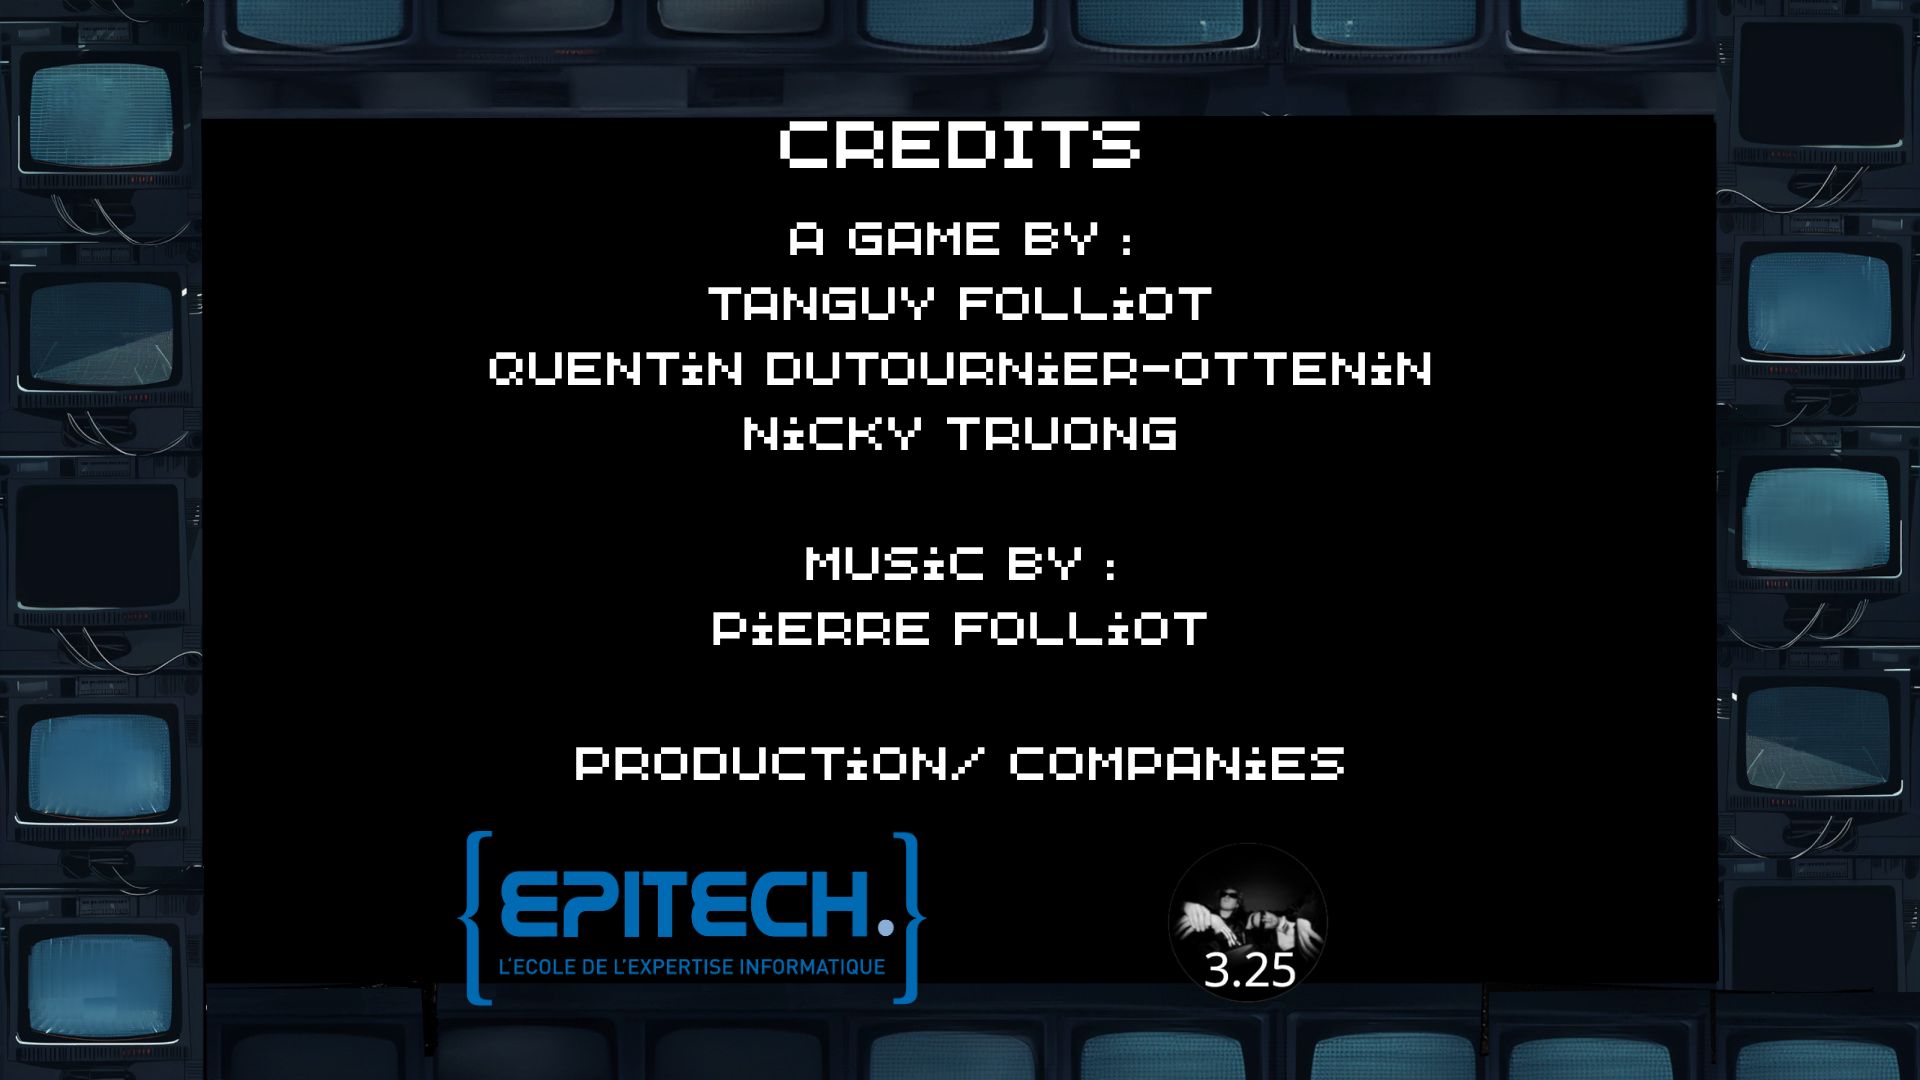 CREDITS
A GAME BY :
TANGUY FOLLiOT
QUENTiN DUTOURNiER-OTTENiN
NiCKY TRUONG
MUSiC BY :
PiERRE FOLLiOT
PRODUCTiON/ COMPANiES
{EPITECH.}
L'ECOLE DE L'EXPERTISE INFORMATIQUE
3.25